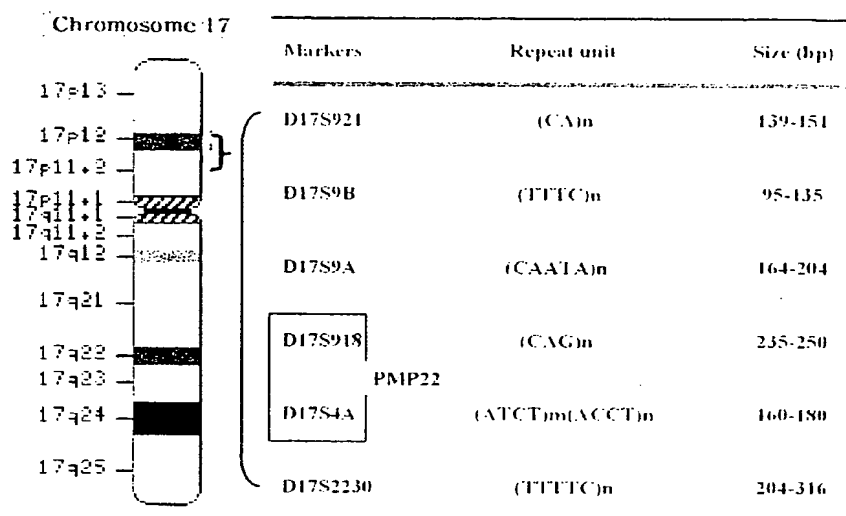 Chromosome 17
17p13
17p12
17p11.2
17p11.1
17q11.1
17q11.2
17q12
17q21
17q22
17q23
17q24
17q25
Markers Repeat unit Size (bp)
D17S921 (CA)n 139-151
D17S9B (TTTC)n 95-135
D17S9A (CAATA)n 164-204
D17S918 (CAG)n 235-250
PMP22
D17S4A (ATCT)m(ACCT)n 160-180
D17S2230 (TTTTC)n 204-316